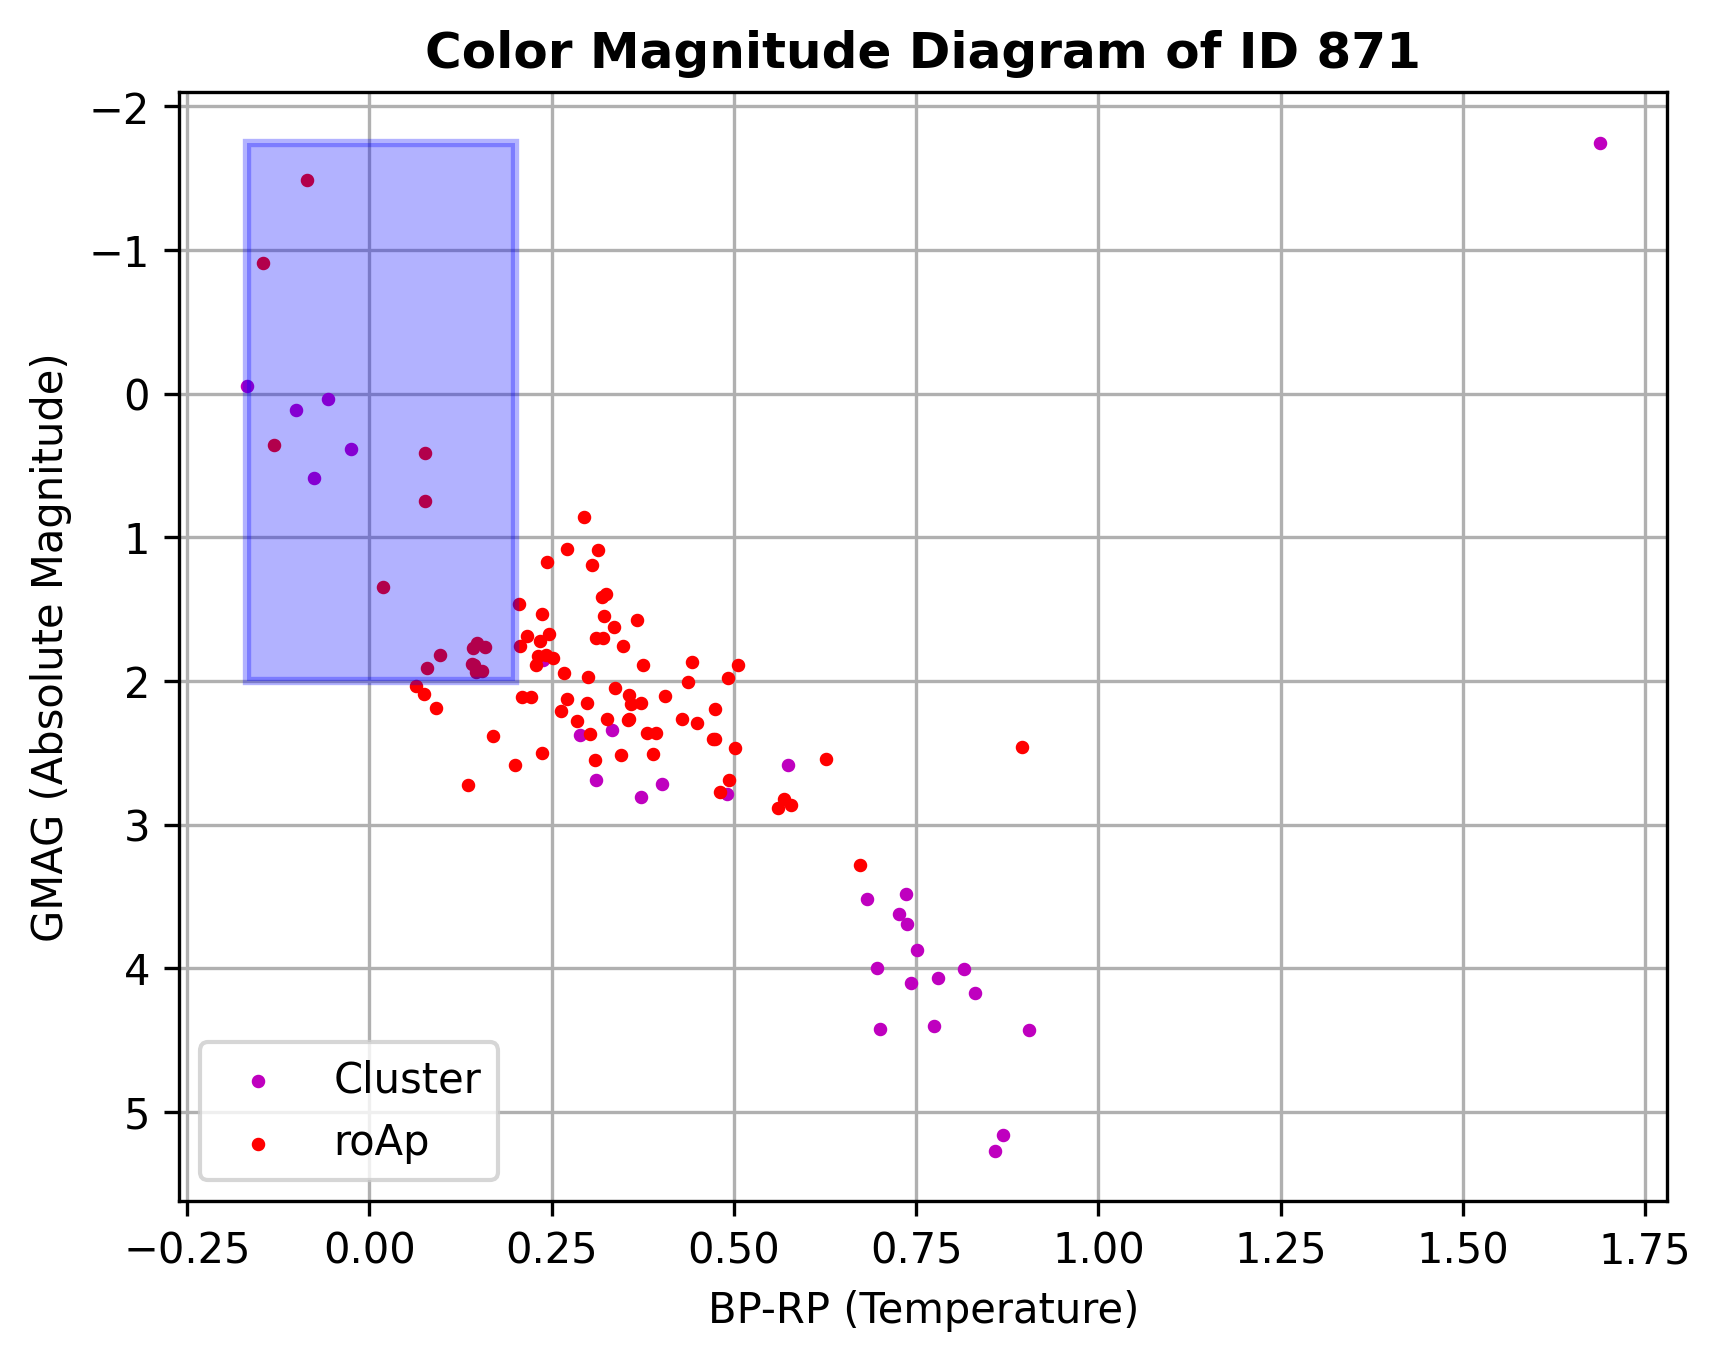 Color Magnitude Diagram of ID 871
GMAG (Absolute Magnitude)
−2
−1
0
1
2
3
4
5
Cluster
roAp
−0.25 0.00 0.25 0.50 0.75 1.00 1.25 1.50 1.75
BP-RP (Temperature)